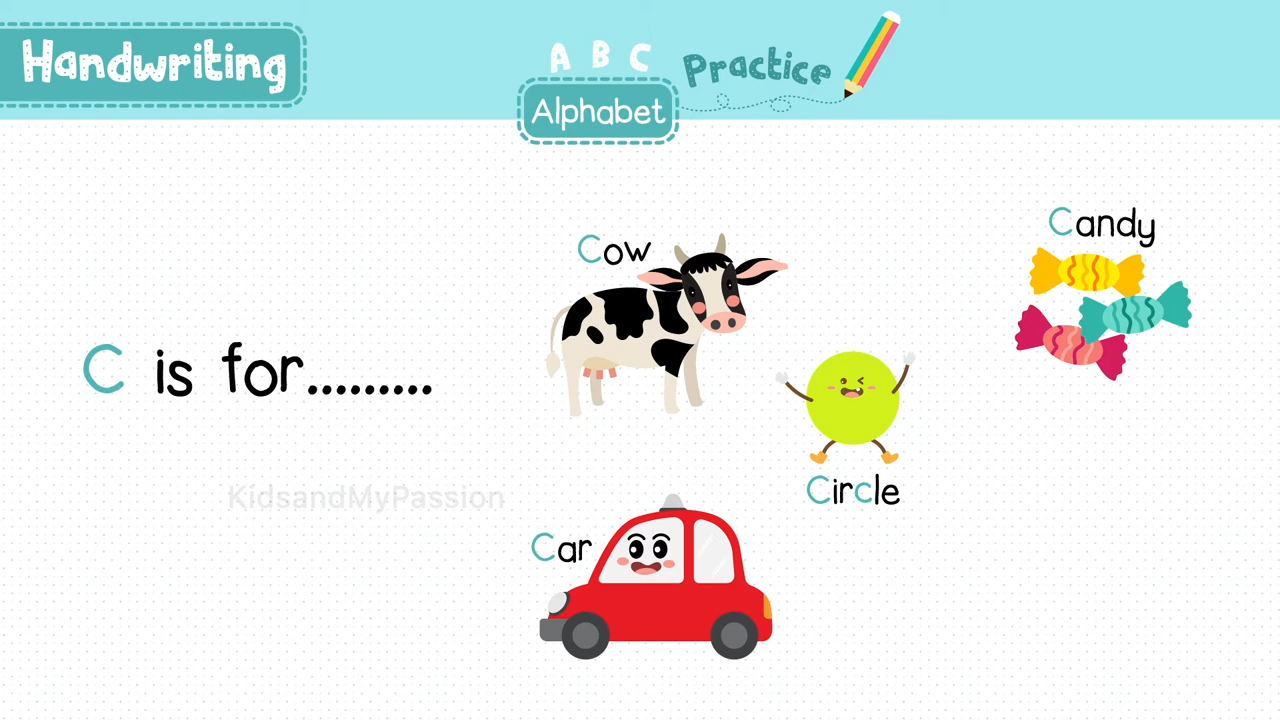 Handwriting
A B C
Alphabet
Practice
C is for.........
Cow
Candy
Circle
Car
KidsandMyPassion